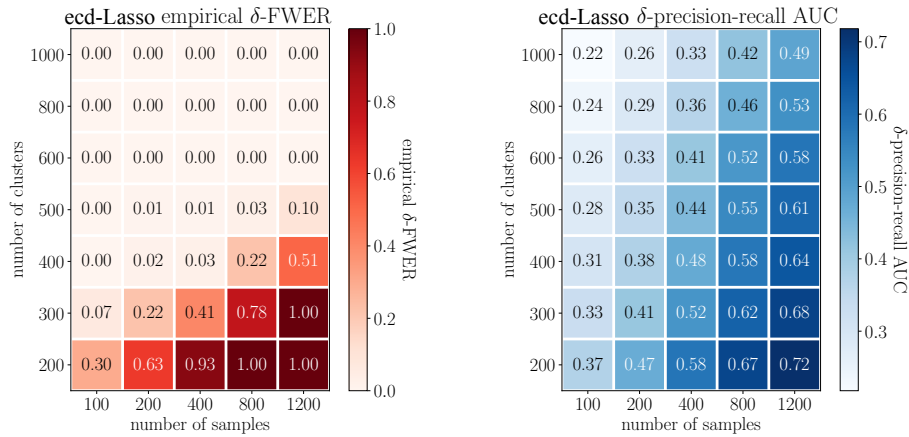 ecd-Lasso empirical δ-FWER
number of clusters
1000 0.00 0.00 0.00 0.00 0.00
800 0.00 0.00 0.00 0.00 0.00
600 0.00 0.00 0.00 0.00 0.00
500 0.00 0.01 0.01 0.03 0.10
400 0.00 0.02 0.03 0.22 0.51
300 0.07 0.22 0.41 0.78 1.00
200 0.30 0.63 0.93 1.00 1.00
100 200 400 800 1200
number of samples
1.0
0.8
0.6
0.4
0.2
0.0
empirical δ-FWER
ecd-Lasso δ-precision-recall AUC
number of clusters
1000 0.22 0.26 0.33 0.42 0.49
800 0.24 0.29 0.36 0.46 0.53
600 0.26 0.33 0.41 0.52 0.58
500 0.28 0.35 0.44 0.55 0.61
400 0.31 0.38 0.48 0.58 0.64
300 0.33 0.41 0.52 0.62 0.68
200 0.37 0.47 0.58 0.67 0.72
100 200 400 800 1200
number of samples
0.7
0.6
0.5
0.4
0.3
δ-precision-recall AUC